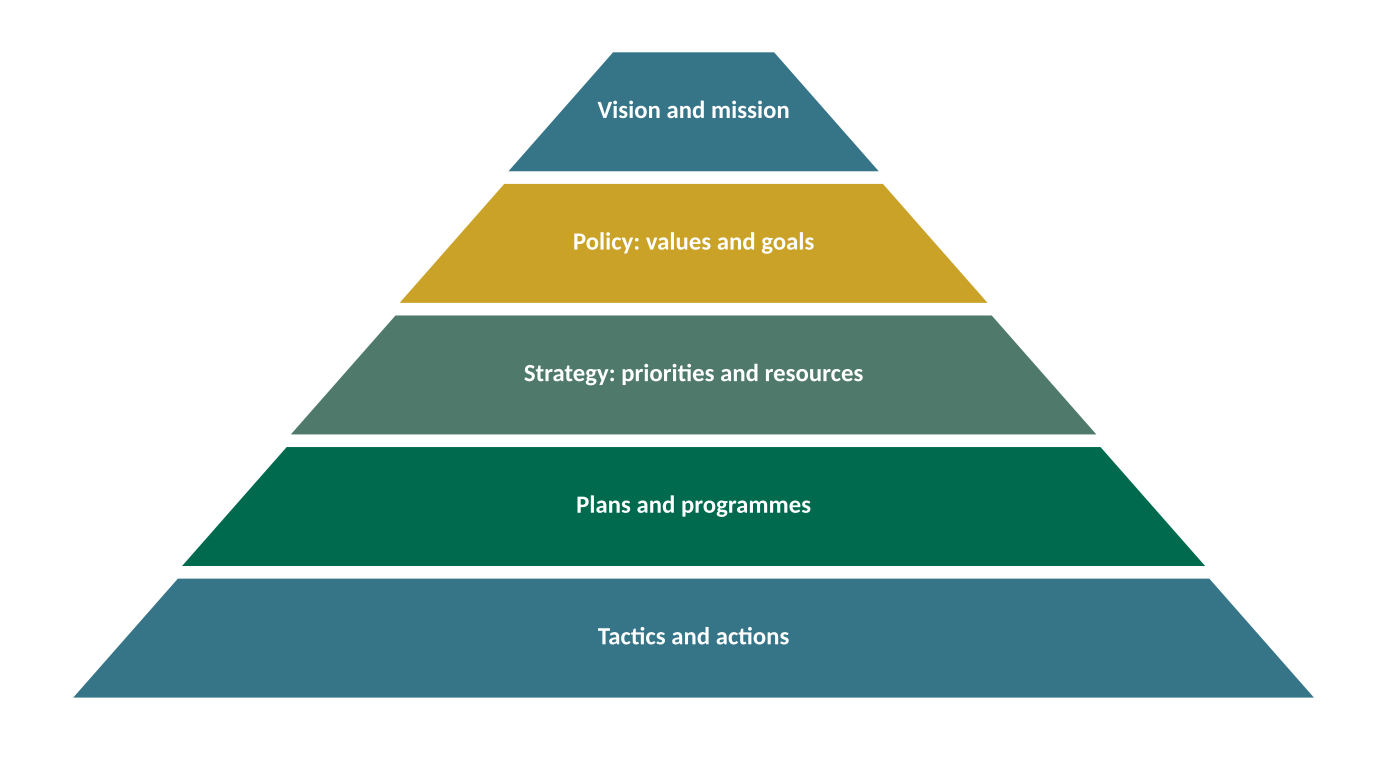 Vision and mission
Policy: values and goals
Strategy: priorities and resources
Plans and programmes
Tactics and actions